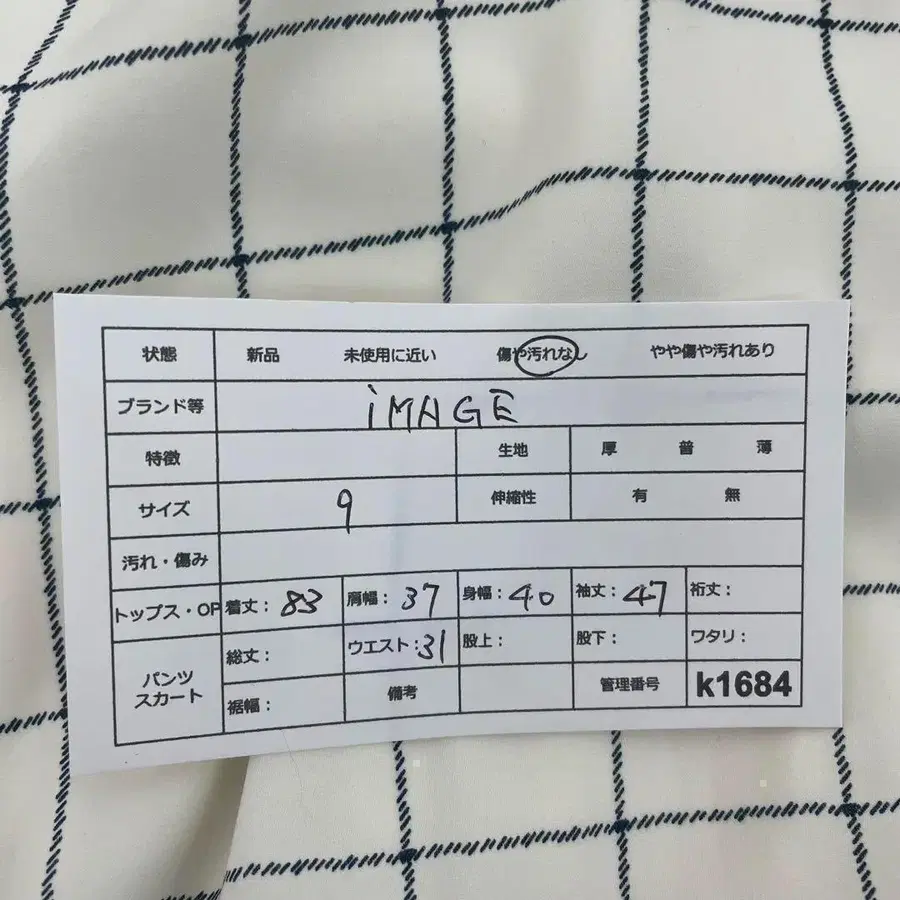 状態 新品 未使用に近い 傷や汚れなし やや傷や汚れあり
ブランド等 iMAGE
特徴 生地 厚 普 薄
サイズ 9 伸縮性 有 無
汚れ・傷み
トップス・OP 着丈：83 肩幅：37 身幅：40 袖丈：47 裄丈：
パンツ スカート 総丈： ウエスト：31 股上： 股下： ワタリ：
裾幅： 備考 管理番号 k1684